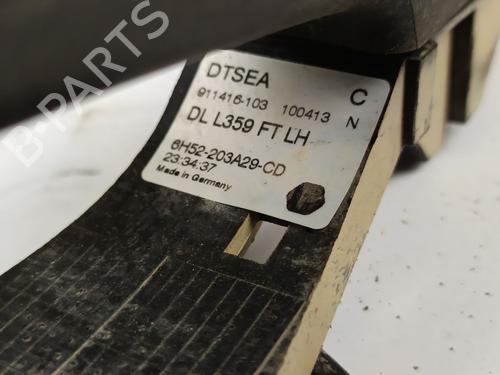 B-PARTS
DTSEA C
911416-103 100413 N
DL L359 FT LH
6H52-203A29-CD
23:34:37
Made in Germany